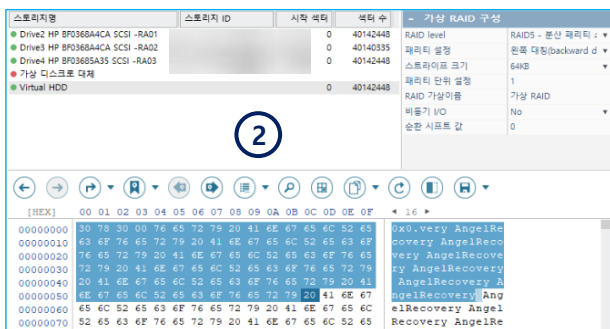 스토리지명 스토리지 ID 시작 섹터 섹터 수
Drive2 HP BF0368A4CA SCSI -RA01 0 40142448
Drive3 HP BF0368A4CA SCSI -RA02 0 40140335
Drive4 HP BF03685A35 SCSI -RA03 0 40142448
가상 디스크로 대체
Virtual HDD 0 40142448
- 가상 RAID 구성
RAID level RAID5 - 분산 패리티
패리티 설정 왼쪽 대칭(backward d
스트라이프 크기 64KB
패리티 단위 설정 1
RAID 가상이름 가상 RAID
비동기 I/O No
순환 시프트 값 0
2
[HEX] 00 01 02 03 04 05 06 07 08 09 0A 0B 0C 0D 0E 0F 16
00000000 30 78 30 00 76 65 72 79 20 41 6E 67 65 6C 52 65 0x0.very AngelRe
00000010 63 6F 76 65 72 79 20 41 6E 67 65 6C 52 65 63 6F covery AngelReco
00000020 76 65 72 79 20 41 6E 67 65 6C 52 65 63 6F 76 65 very AngelRecove
00000030 72 79 20 41 6E 67 65 6C 52 65 63 6F 76 65 72 79 ry AngelRecovery
00000040 20 41 6E 67 65 6C 52 65 63 6F 76 65 72 79 20 41 AngelRecovery A
00000050 6E 67 65 6C 52 65 63 6F 76 65 72 79 20 41 6E 67 ngelRecovery Ang
00000060 65 6C 52 65 63 6F 76 65 72 79 20 41 6E 67 65 6C elRecovery Angel
00000070 52 65 63 6F 76 65 72 79 20 41 6E 67 65 6C 52 65 Recovery AngelRe